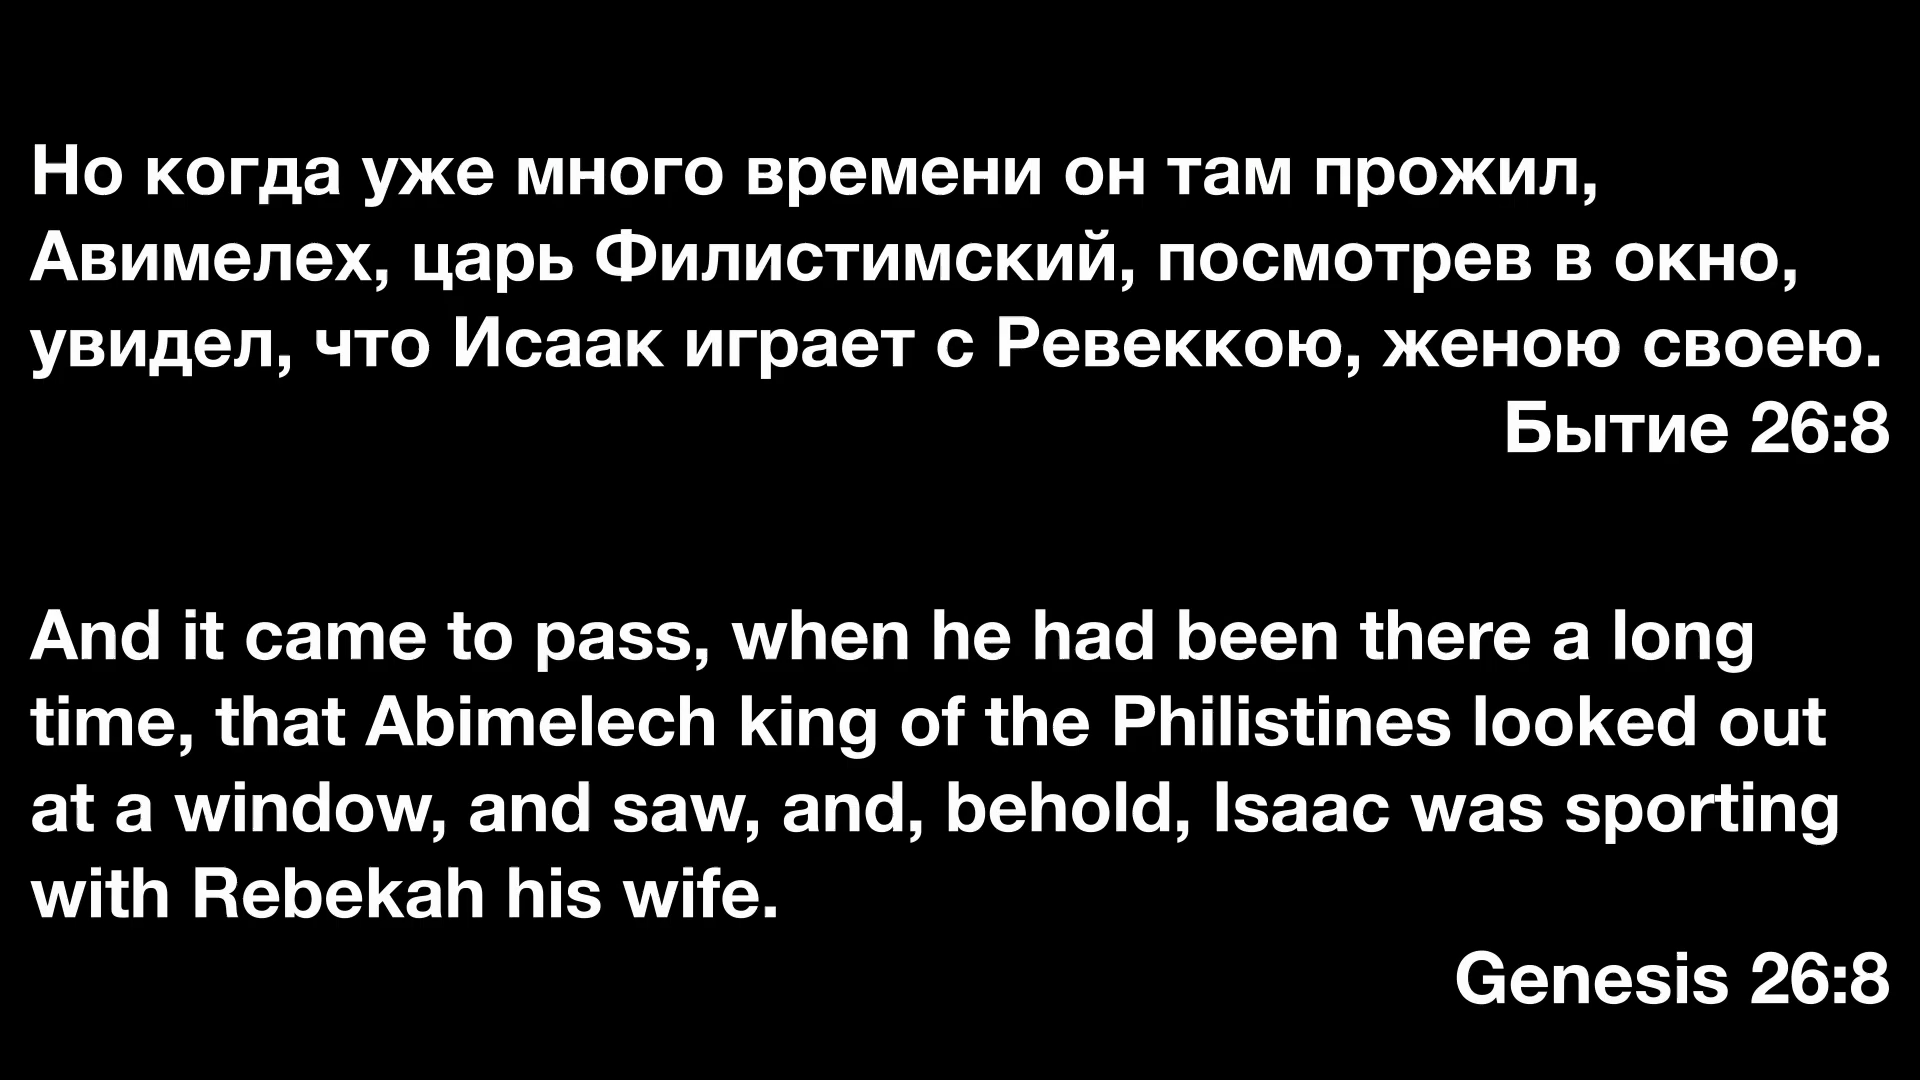 Но когда уже много времени он там прожил,
Авимелех, царь Филистимский, посмотрев в окно,
увидел, что Исаак играет с Ревеккою, женою своею.
Бытие 26:8
And it came to pass, when he had been there a long
time, that Abimelech king of the Philistines looked out
at a window, and saw, and, behold, Isaac was sporting
with Rebekah his wife.
Genesis 26:8